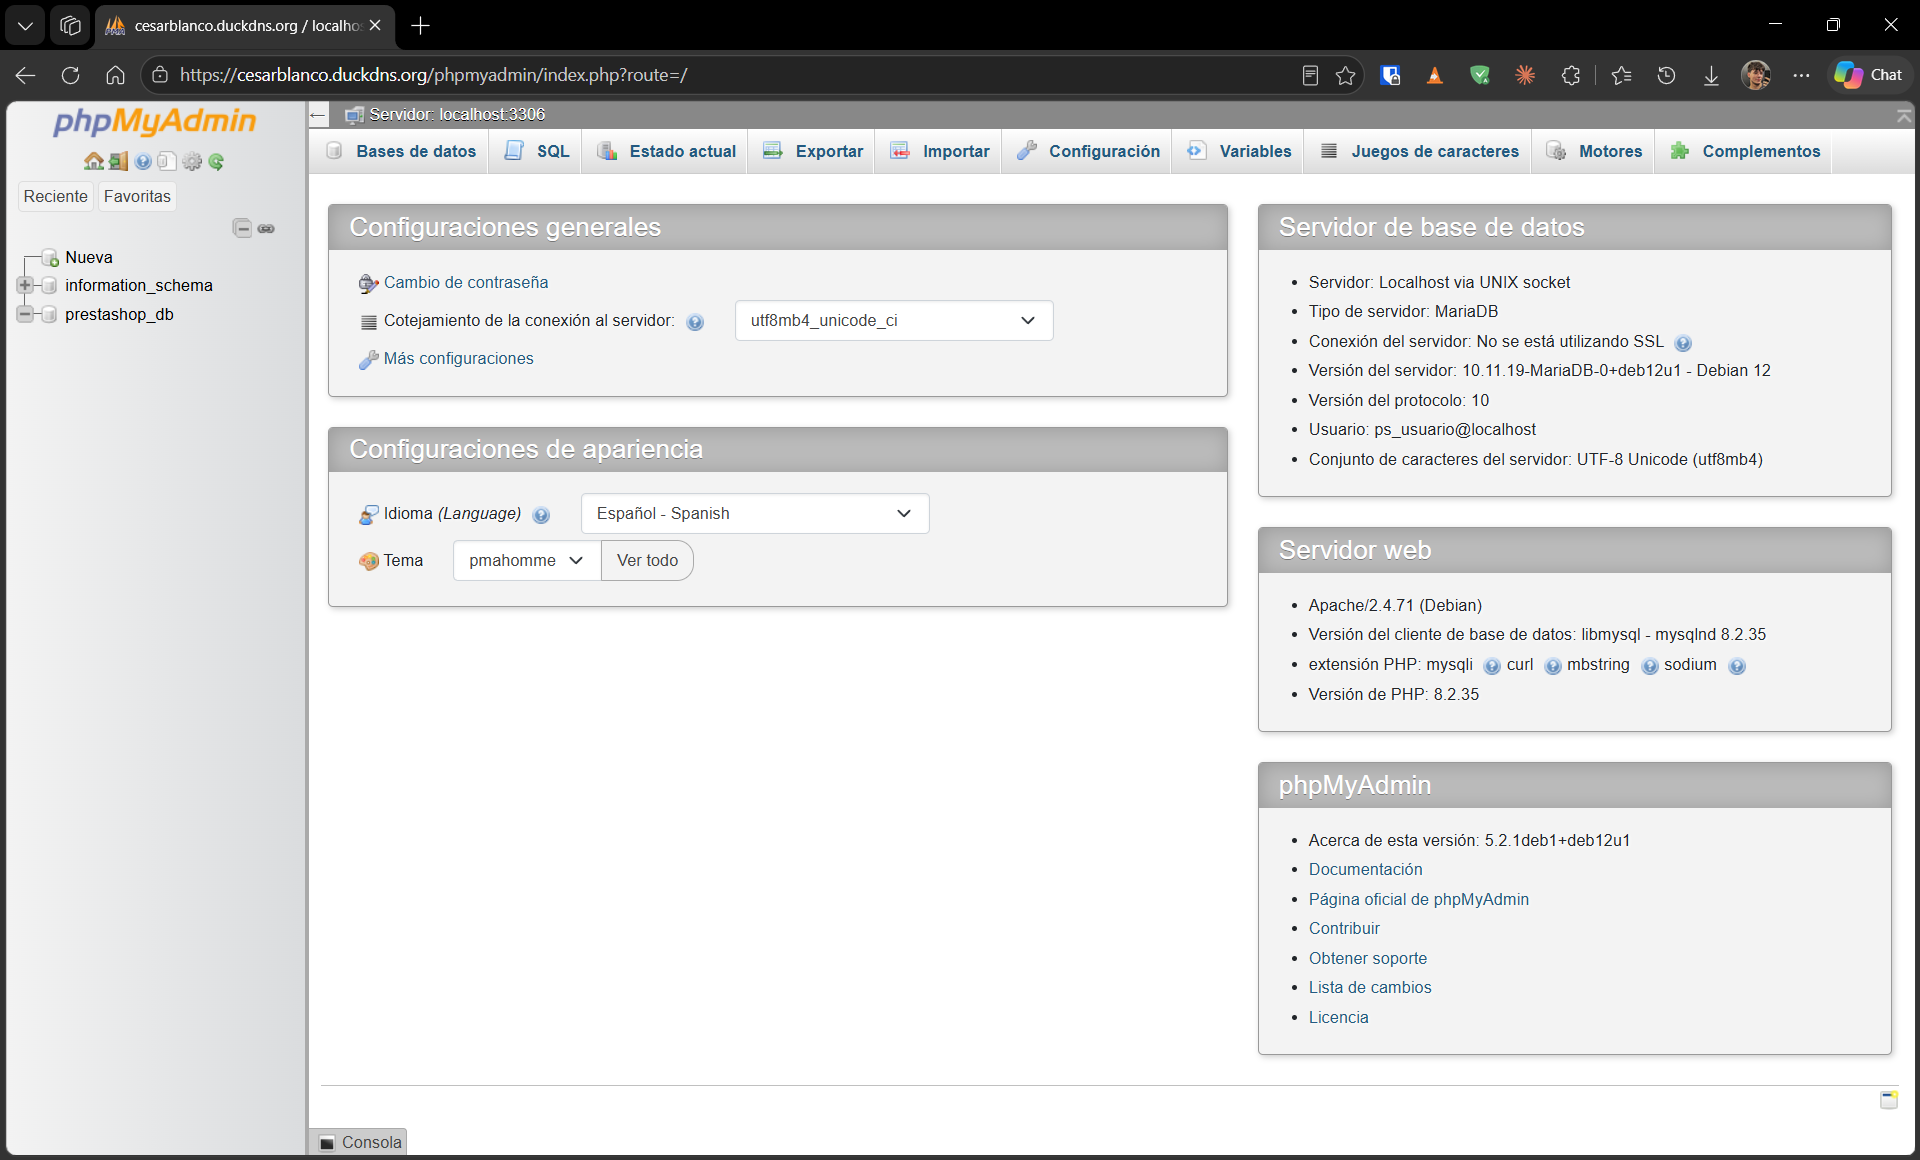 cesarblanco.duckdns.org / localho
https://cesarblanco.duckdns.org/phpmyadmin/index.php?route=/
Chat
phpMyAdmin
Reciente
Favoritas
Nueva
information_schema
prestashop_db
Servidor: localhost:3306
Bases de datos
SQL
Estado actual
Exportar
Importar
Configuración
Variables
Juegos de caracteres
Motores
Complementos
Configuraciones generales
Cambio de contraseña
Cotejamiento de la conexión al servidor:
utf8mb4_unicode_ci
Más configuraciones
Configuraciones de apariencia
Idioma (Language)
Español - Spanish
Tema
pmahomme
Ver todo
Servidor de base de datos
Servidor: Localhost via UNIX socket
Tipo de servidor: MariaDB
Conexión del servidor: No se está utilizando SSL
Versión del servidor: 10.11.19-MariaDB-0+deb12u1 - Debian 12
Versión del protocolo: 10
Usuario: ps_usuario@localhost
Conjunto de caracteres del servidor: UTF-8 Unicode (utf8mb4)
Servidor web
Apache/2.4.71 (Debian)
Versión del cliente de base de datos: libmysql - mysqlnd 8.2.35
extensión PHP: mysqli curl mbstring sodium
Versión de PHP: 8.2.35
phpMyAdmin
Acerca de esta versión: 5.2.1deb1+deb12u1
Documentación
Página oficial de phpMyAdmin
Contribuir
Obtener soporte
Lista de cambios
Licencia
Consola